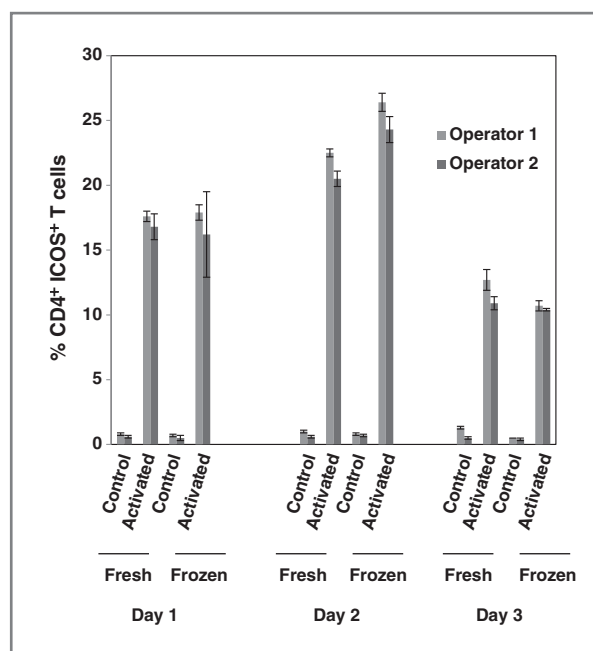 30
25
20
15
10
5
0
% CD4⁺ ICOS⁺ T cells
Operator 1
Operator 2
Control
Activated
Control
Activated
Control
Activated
Control
Activated
Control
Activated
Control
Activated
Fresh Frozen Fresh Frozen Fresh Frozen
Day 1 Day 2 Day 3